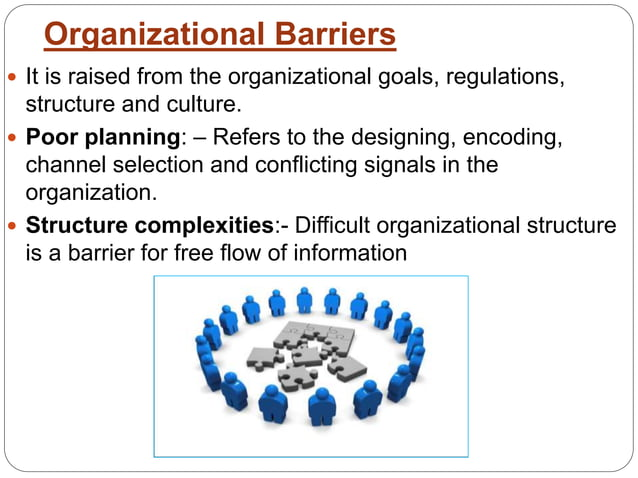 Organizational Barriers
• It is raised from the organizational goals, regulations,
structure and culture.
• Poor planning: – Refers to the designing, encoding,
channel selection and conflicting signals in the
organization.
• Structure complexities:- Difficult organizational structure
is a barrier for free flow of information